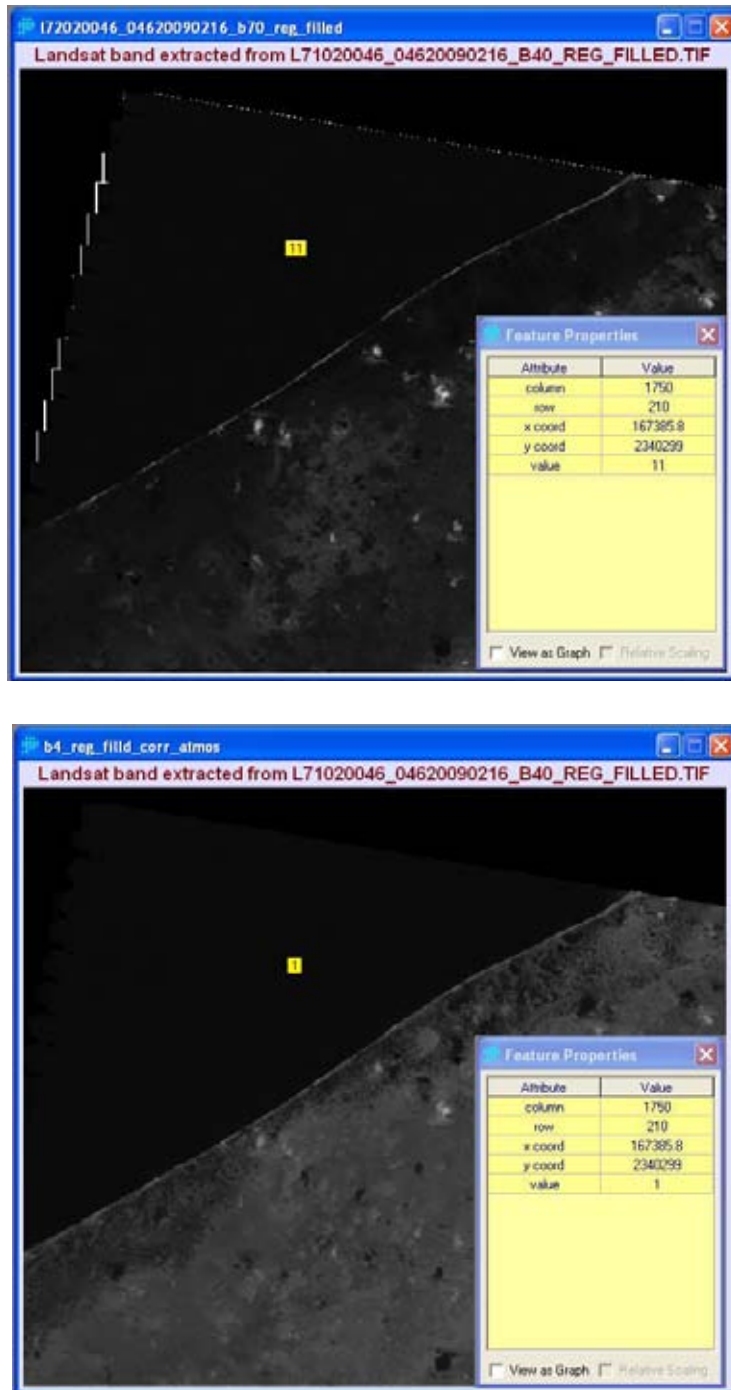 l72020046_04620090216_b70_reg_filled
Landsat band extracted from L71020046_04620090216_B40_REG_FILLED.TIF
11
Feature Properties
Attribute Value
column 1750
row 210
x coord 167385.8
y coord 2340299
value 11
View as Graph Relative Scaling
b4_reg_filld_corr_atmos
Landsat band extracted from L71020046_04620090216_B40_REG_FILLED.TIF
1
Feature Properties
Attribute Value
column 1750
row 210
x coord 167385.8
y coord 2340299
value 1
View as Graph Relative Scaling